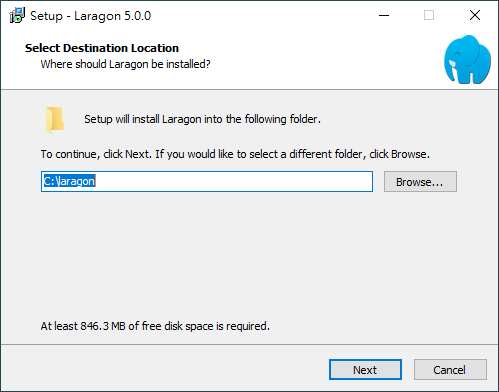 Setup - Laragon 5.0.0
Select Destination Location
Where should Laragon be installed?
Setup will install Laragon into the following folder.
To continue, click Next. If you would like to select a different folder, click Browse.
C:\laragon
Browse...
At least 846.3 MB of free disk space is required.
Next
Cancel